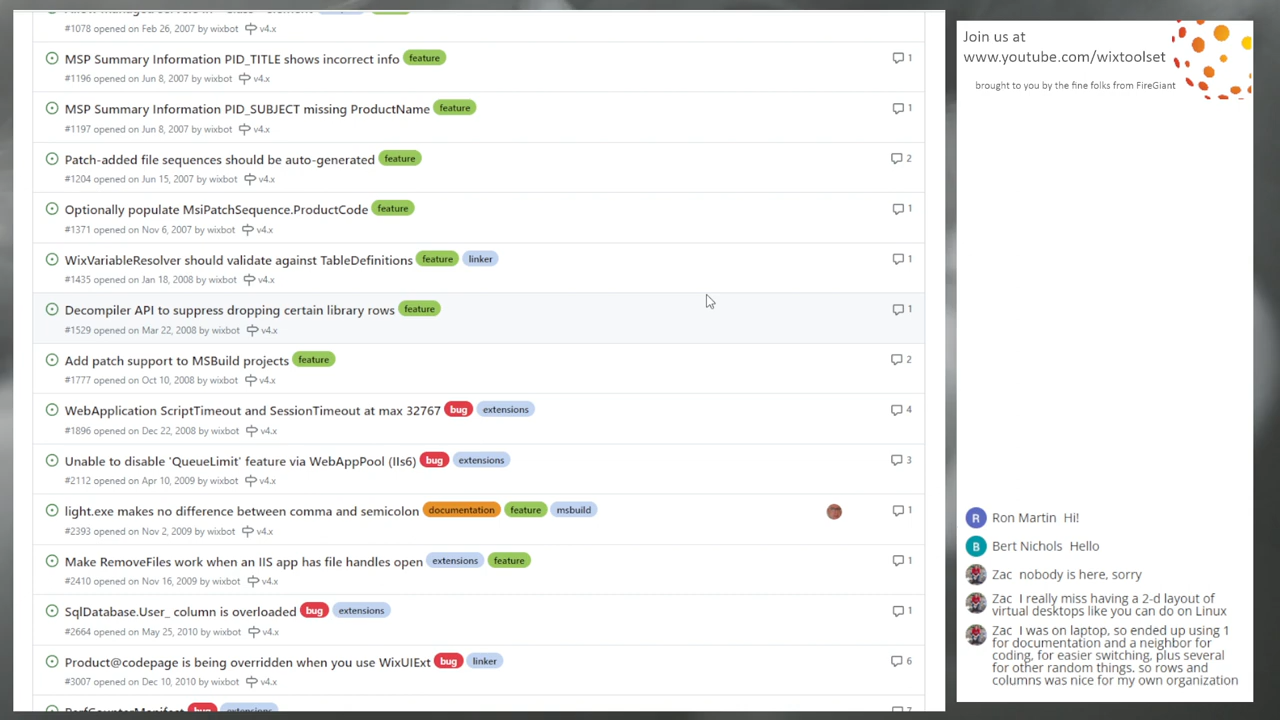 #1078 opened on Feb 26, 2007 by wixbot v4.x
MSP Summary Information PID_TITLE shows incorrect info feature 1
#1196 opened on Jun 8, 2007 by wixbot v4.x
MSP Summary Information PID_SUBJECT missing ProductName feature 1
#1197 opened on Jun 8, 2007 by wixbot v4.x
Patch-added file sequences should be auto-generated feature 2
#1204 opened on Jun 15, 2007 by wixbot v4.x
Optionally populate MsiPatchSequence.ProductCode feature 1
#1371 opened on Nov 6, 2007 by wixbot v4.x
WixVariableResolver should validate against TableDefinitions feature linker 1
#1435 opened on Jan 18, 2008 by wixbot v4.x
Decompiler API to suppress dropping certain library rows feature 1
#1529 opened on Mar 22, 2008 by wixbot v4.x
Add patch support to MSBuild projects feature 2
#1777 opened on Oct 10, 2008 by wixbot v4.x
WebApplication ScriptTimeout and SessionTimeout at max 32767 bug extensions 4
#1896 opened on Dec 22, 2008 by wixbot v4.x
Unable to disable 'QueueLimit' feature via WebAppPool (IIs6) bug extensions 3
#2112 opened on Apr 10, 2009 by wixbot v4.x
light.exe makes no difference between comma and semicolon documentation feature msbuild 1
#2393 opened on Nov 2, 2009 by wixbot v4.x
Make RemoveFiles work when an IIS app has file handles open extensions feature 1
#2410 opened on Nov 16, 2009 by wixbot v4.x
SqlDatabase.User_ column is overloaded bug extensions 1
#2664 opened on May 25, 2010 by wixbot v4.x
Product@codepage is being overridden when you use WixUIExt bug linker 6
#3007 opened on Dec 10, 2010 by wixbot v4.x
PerfCounterManifest bug extensions
Join us at
www.youtube.com/wixtoolset
brought to you by the fine folks from FireGiant
R Ron Martin Hi!
B Bert Nichols Hello
Zac nobody is here, sorry
Zac I really miss having a 2-d layout of
virtual desktops like you can do on Linux
Zac I was on laptop, so ended up using 1
for documentation and a neighbor for
coding, for easier switching, plus several
for other random things. so rows and
columns was nice for my own organization